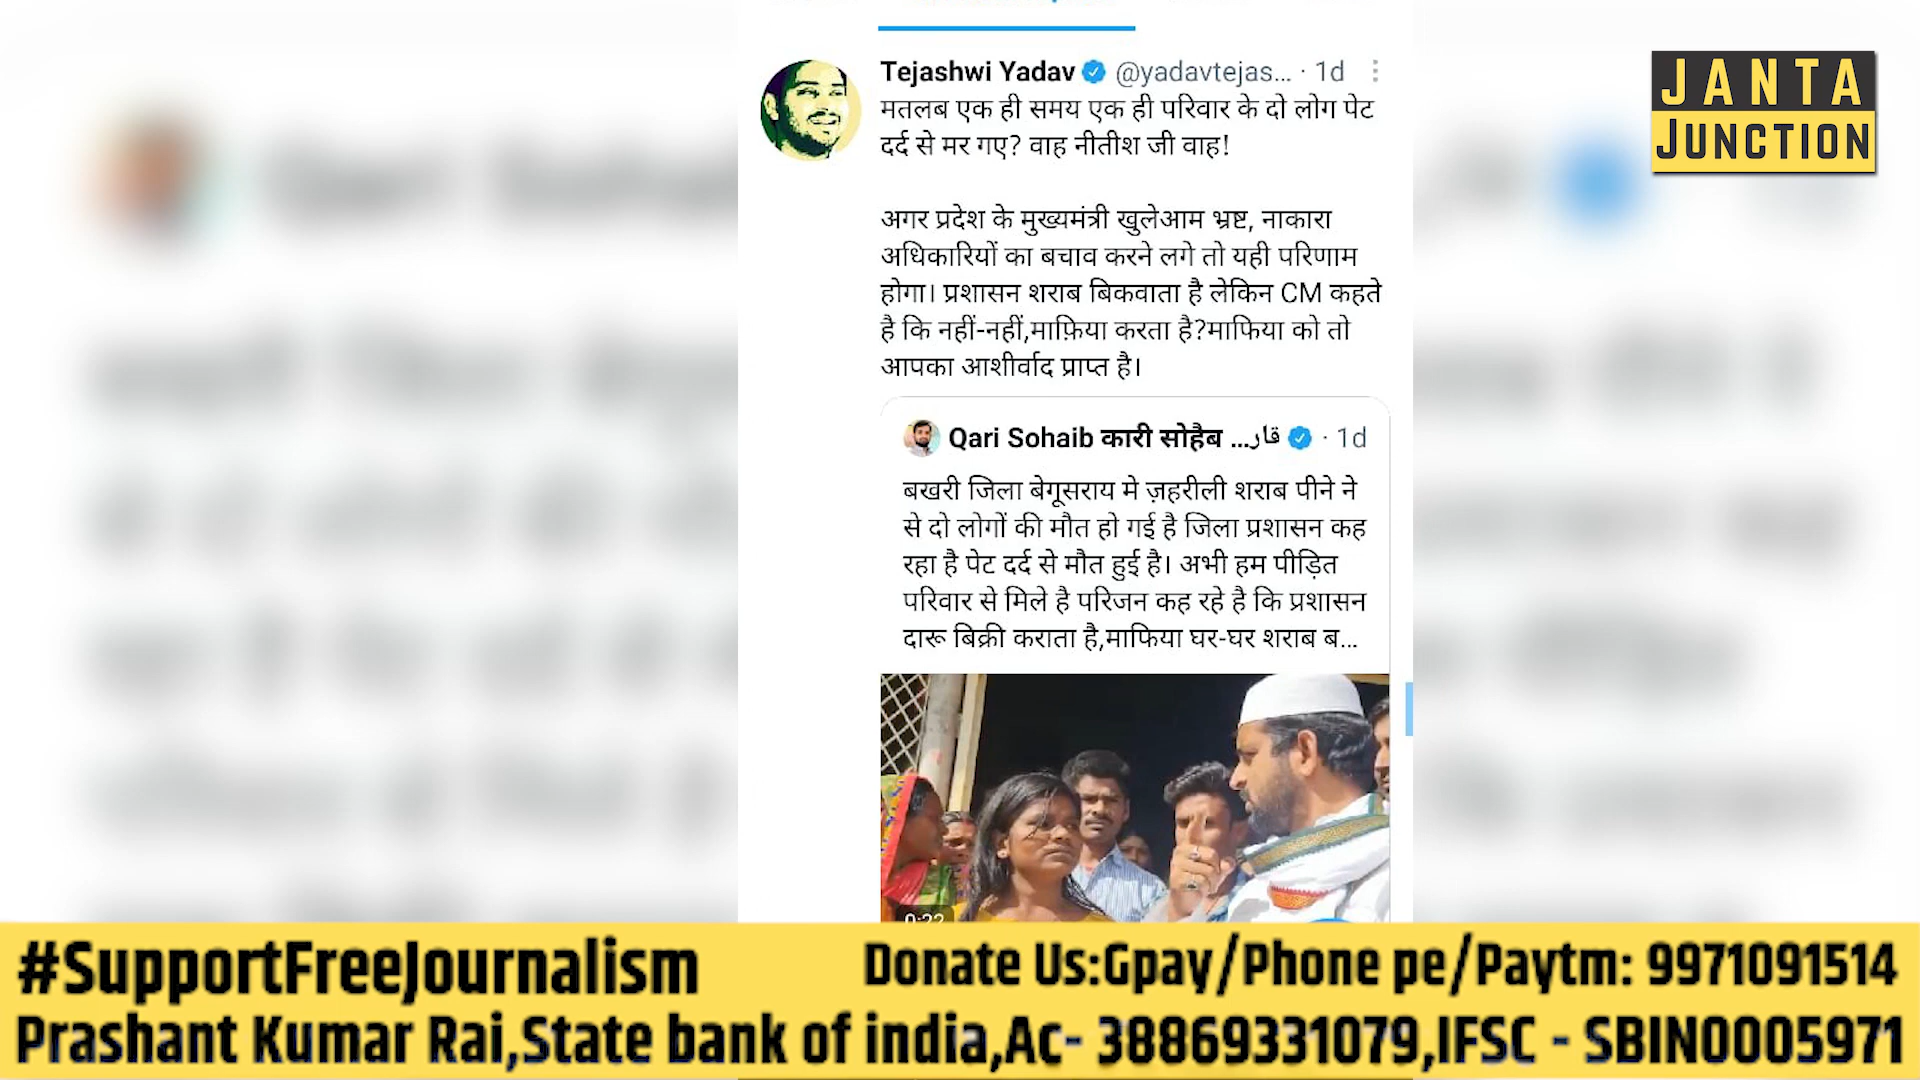 Tejashwi Yadav @yadavtejas... · 1d
मतलब एक ही समय एक ही परिवार के दो लोग पेट
दर्द से मर गए? वाह नीतीश जी वाह!
अगर प्रदेश के मुख्यमंत्री खुलेआम भ्रष्ट, नाकारा
अधिकारियों का बचाव करने लगे तो यही परिणाम
होगा। प्रशासन शराब बिकवाता है लेकिन CM कहते
है कि नहीं-नहीं,माफ़िया करता है?माफिया को तो
आपका आशीर्वाद प्राप्त है।
Qari Sohaib कारी सोहैब ...قار · 1d
बखरी जिला बेगूसराय मे ज़हरीली शराब पीने ने
से दो लोगों की मौत हो गई है जिला प्रशासन कह
रहा है पेट दर्द से मौत हुई है। अभी हम पीड़ित
परिवार से मिले है परिजन कह रहे है कि प्रशासन
दारू बिक्री कराता है,माफिया घर-घर शराब ब...
0:22
JANTA
JUNCTION
#SupportFreeJournalism
Donate Us:Gpay/Phone pe/Paytm: 9971091514
Prashant Kumar Rai,State bank of india,Ac- 38869331079,IFSC - SBIN0005971